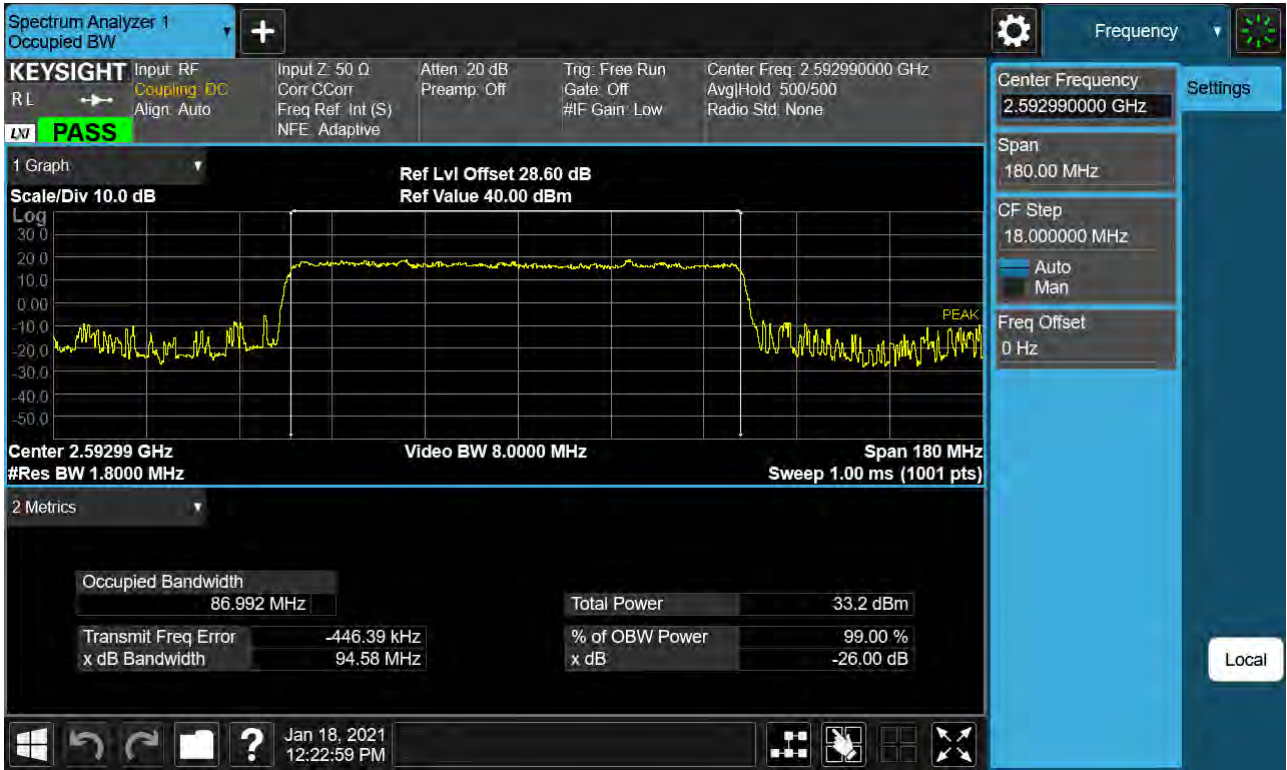 Spectrum Analyzer 1
Occupied BW
Frequency
KEYSIGHT
RL
LXI
PASS
Input: RF
Coupling: DC
Align: Auto
Input Z: 50 Ω
Corr CCorr
Freq Ref: Int (S)
NFE: Adaptive
Atten: 20 dB
Preamp: Off
Trig: Free Run
Gate: Off
#IF Gain: Low
Center Freq: 2.592990000 GHz
Avg|Hold: 500/500
Radio Std: None
1 Graph
Scale/Div 10.0 dB
Ref Lvl Offset 28.60 dB
Ref Value 40.00 dBm
Log
30.0
20.0
10.0
0.00
-10.0
-20.0
-30.0
-40.0
-50.0
PEAK
Center 2.59299 GHz
Video BW 8.0000 MHz
Span 180 MHz
#Res BW 1.8000 MHz
Sweep 1.00 ms (1001 pts)
2 Metrics
Occupied Bandwidth
86.992 MHz
Total Power 33.2 dBm
Transmit Freq Error -446.39 kHz
% of OBW Power 99.00 %
x dB Bandwidth 94.58 MHz
x dB -26.00 dB
Center Frequency
2.592990000 GHz
Settings
Span
180.00 MHz
CF Step
18.000000 MHz
Auto
Man
Freq Offset
0 Hz
Local
?
Jan 18, 2021
12:22:59 PM